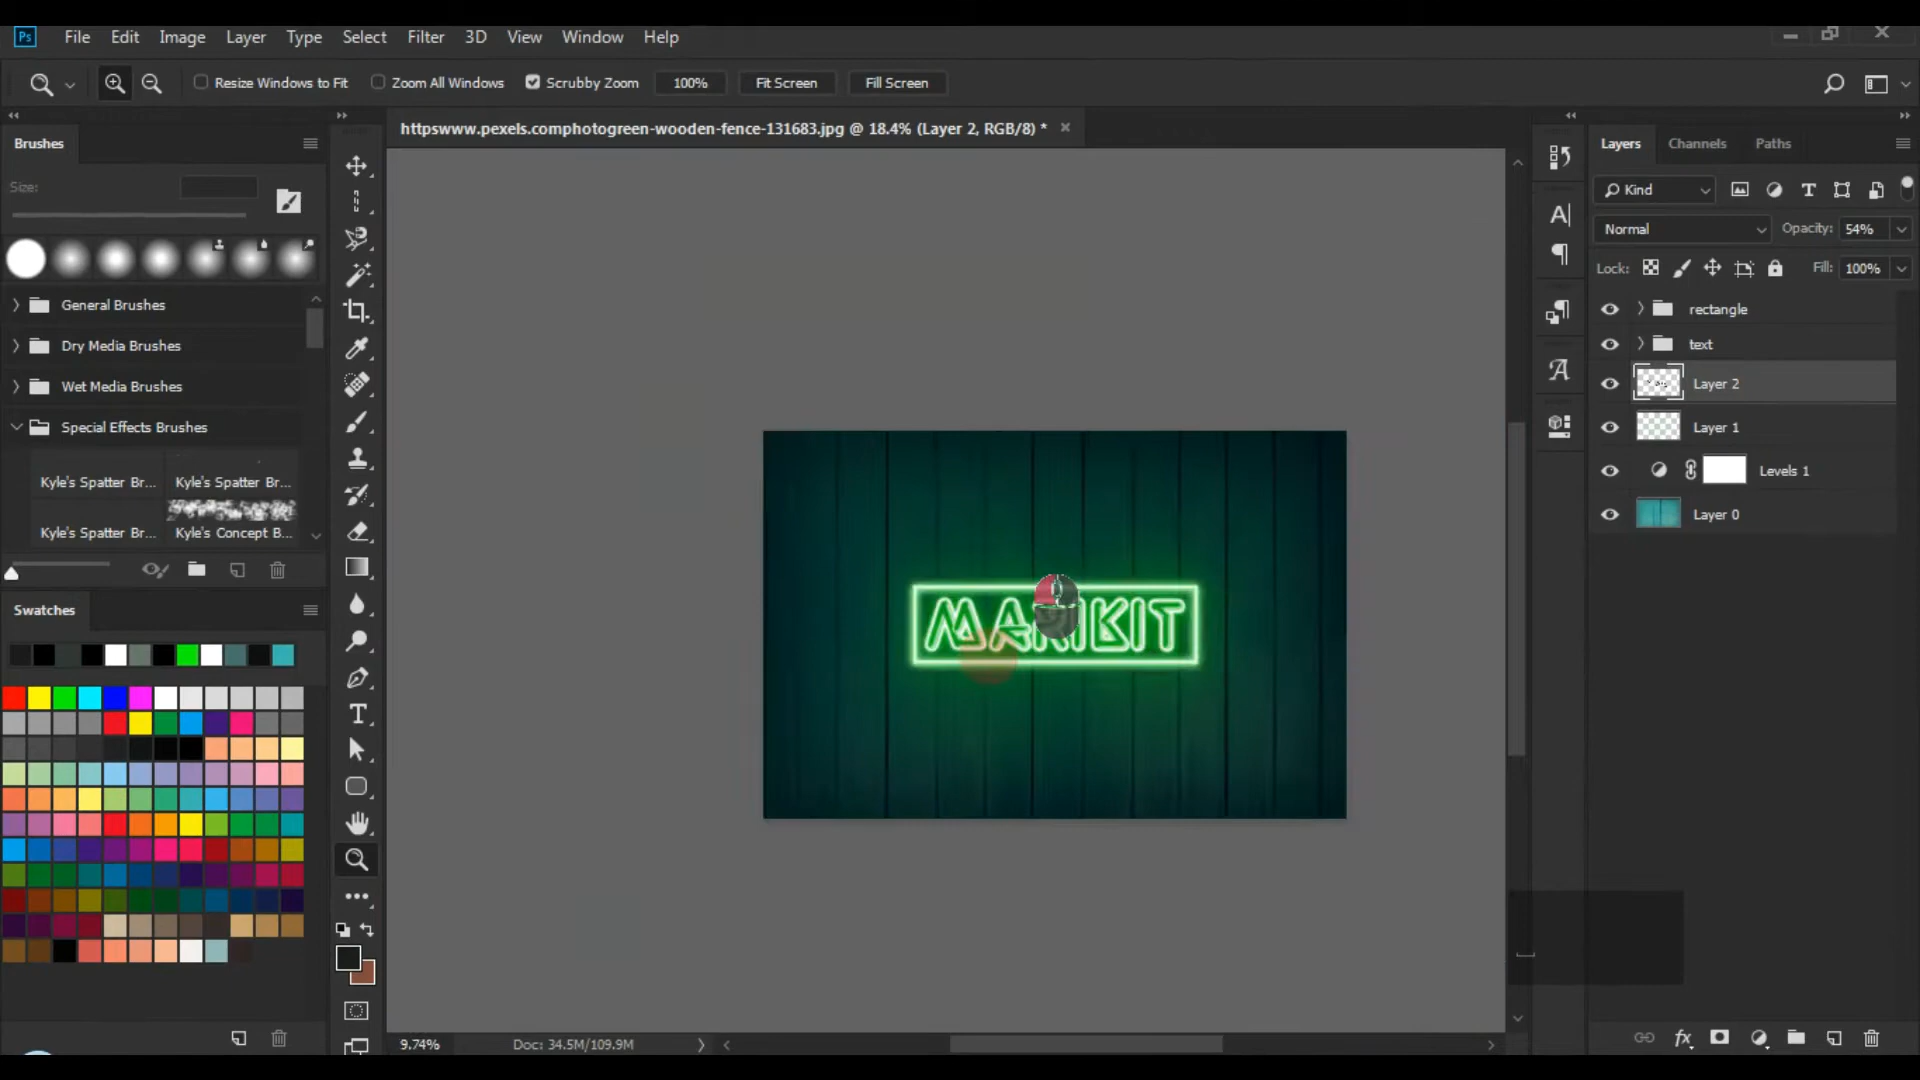 Ps File Edit Image Layer Type Select Filter 3D View Window Help
Resize Windows to Fit Zoom All Windows Scrubby Zoom 100% Fit Screen Fill Screen
httpswww.pexels.comphotogreen-wooden-fence-131683.jpg @ 18.4% (Layer 2, RGB/8) *
Brushes
Size:
General Brushes
Dry Media Brushes
Wet Media Brushes
Special Effects Brushes
Kyle's Spatter Br... Kyle's Spatter Br...
Kyle's Spatter Br... Kyle's Concept B...
Swatches
Layers Channels Paths
Kind
Normal Opacity: 54%
Lock: Fill: 100%
rectangle
text
Layer 2
Layer 1
Levels 1
Layer 0
9.74% Doc: 34.5M/109.9M